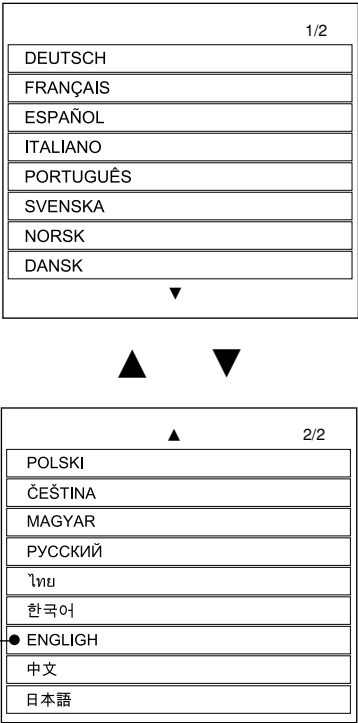 1/2
DEUTSCH
FRANÇAIS
ESPAÑOL
ITALIANO
PORTUGUÊS
SVENSKA
NORSK
DANSK
▼
▲ ▼
▲ 2/2
POLSKI
ČEŠTINA
MAGYAR
РУССКИЙ
ไทย
한국어
ENGLIGH
中文
日本語